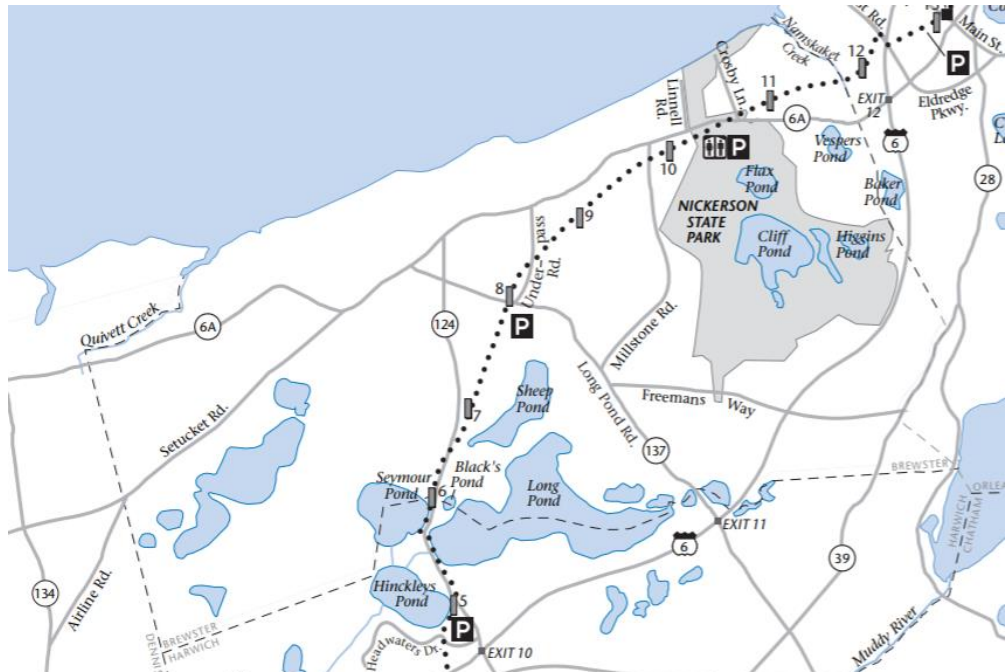 Rd.
Main St.
Namskaket
Creek
12
P
Crosby Ln.
Linnell
Rd.
11
EXIT
12
Eldredge
Pkwy.
6A
6
10
P
Vespers
Pond
28
Flax
Pond
Baker
Pond
NICKERSON
STATE
PARK
9
Cliff
Pond
Higgins
Pond
Under-pass
Rd.
8
P
Quivett Creek
6A
124
Millstone Rd.
Long Pond Rd.
Sheep
Pond
Freemans Way
7
Setucket Rd.
137
Black's
Pond
Seymour
Pond
6
Long
Pond
BREWSTER
ORLEA
HARWICH
CHATHAM
EXIT 11
6
39
134
Airline Rd.
Hinckleys
Pond
5
P
Headwaters Dr.
EXIT 10
DENNIS
BREWSTER
HARWICH
Muddy River